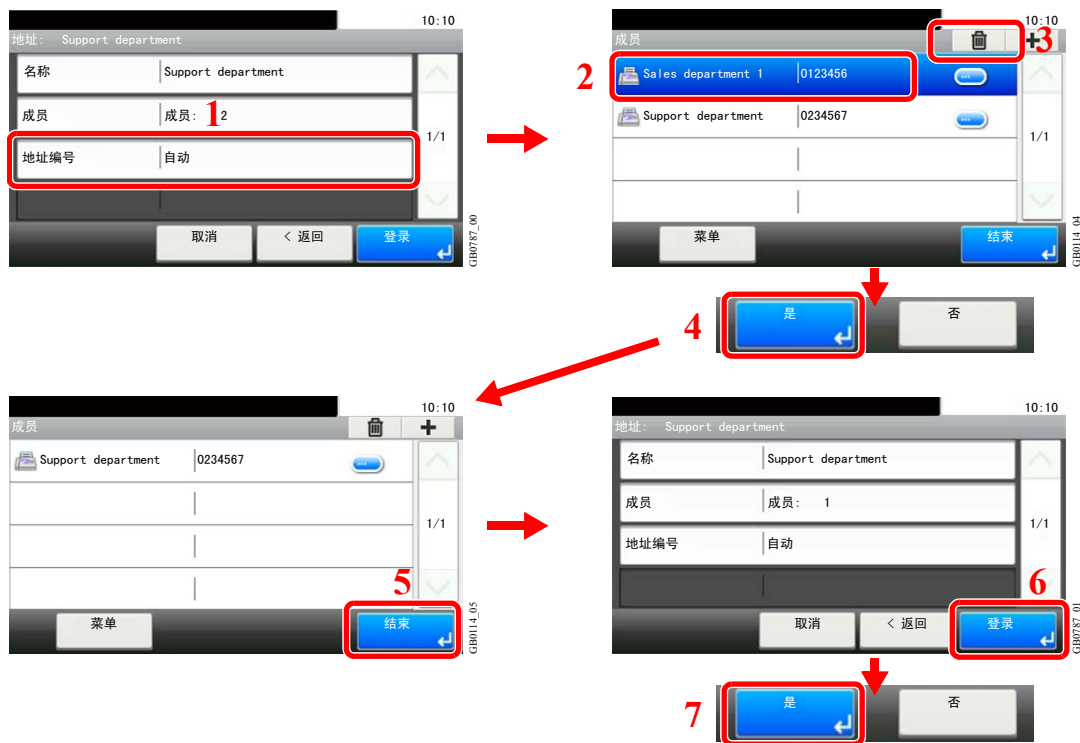 10:10
地址: Support department
名称 Support department
成员 成员: 2
1
1/1
地址编号 自动
取消 < 返回 登录
GB0787_00
10:10
成员
3
2
Sales department 1 0123456
Support department 0234567
1/1
菜单 结束
GB0114_04
4
是 否
10:10
成员
Support department 0234567
1/1
5
菜单 结束
GB0114_05
10:10
地址: Support department
名称 Support department
成员 成员: 1
1/1
地址编号 自动
6
取消 < 返回 登录
GB0787_01
7
是 否